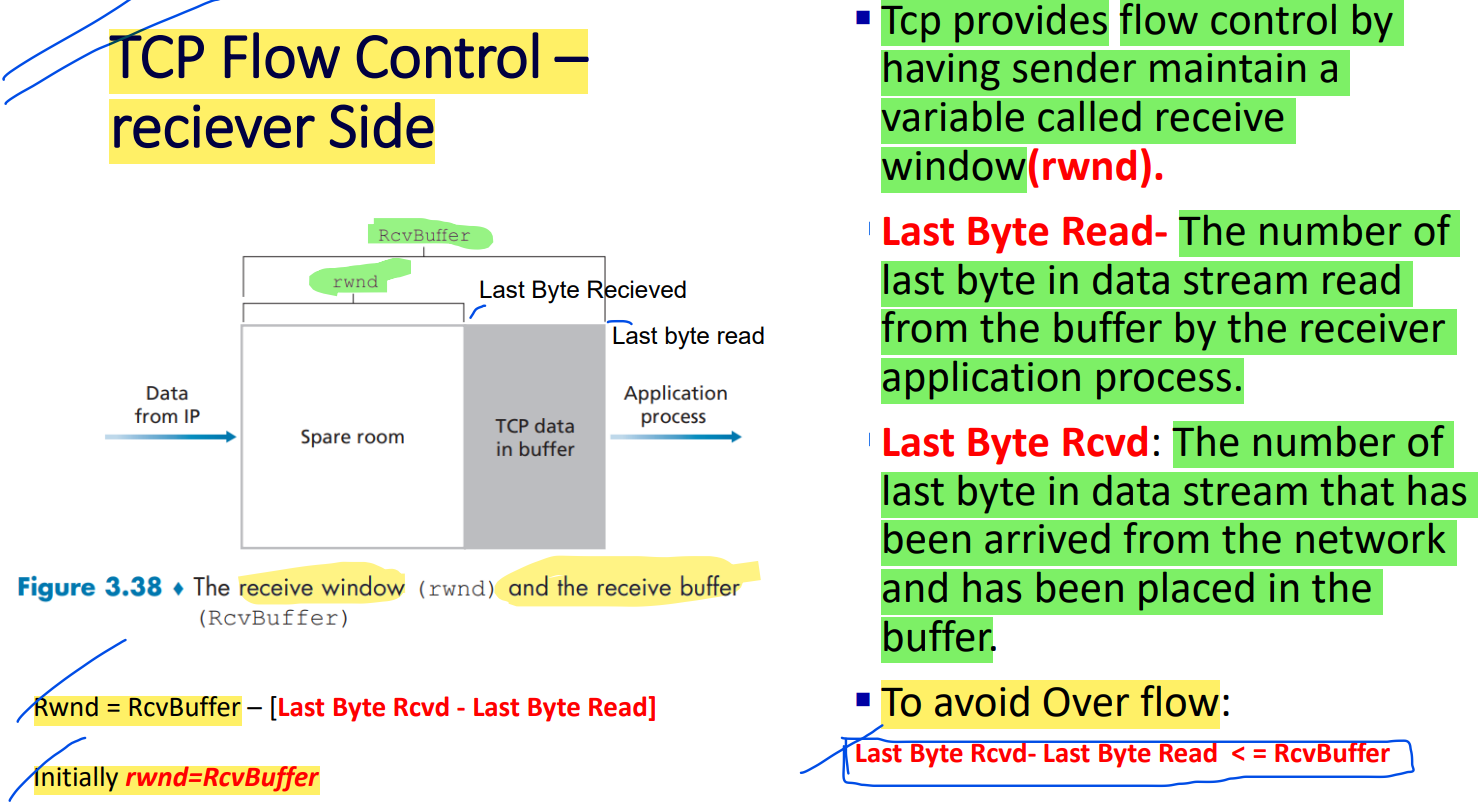 TCP Flow Control –
reciever Side
RcvBuffer
rwnd
Last Byte Recieved
Last byte read
Data
from IP
Spare room
TCP data
in buffer
Application
process
Figure 3.38 ♦ The receive window (rwnd) and the receive buffer
(RcvBuffer)
Rwnd = RcvBuffer – [Last Byte Rcvd - Last Byte Read]
Initially rwnd=RcvBuffer
▪ Tcp provides flow control by
having sender maintain a
variable called receive
window(rwnd).
Last Byte Read- The number of
last byte in data stream read
from the buffer by the receiver
application process.
Last Byte Rcvd: The number of
last byte in data stream that has
been arrived from the network
and has been placed in the
buffer.
▪ To avoid Over flow:
Last Byte Rcvd- Last Byte Read < = RcvBuffer